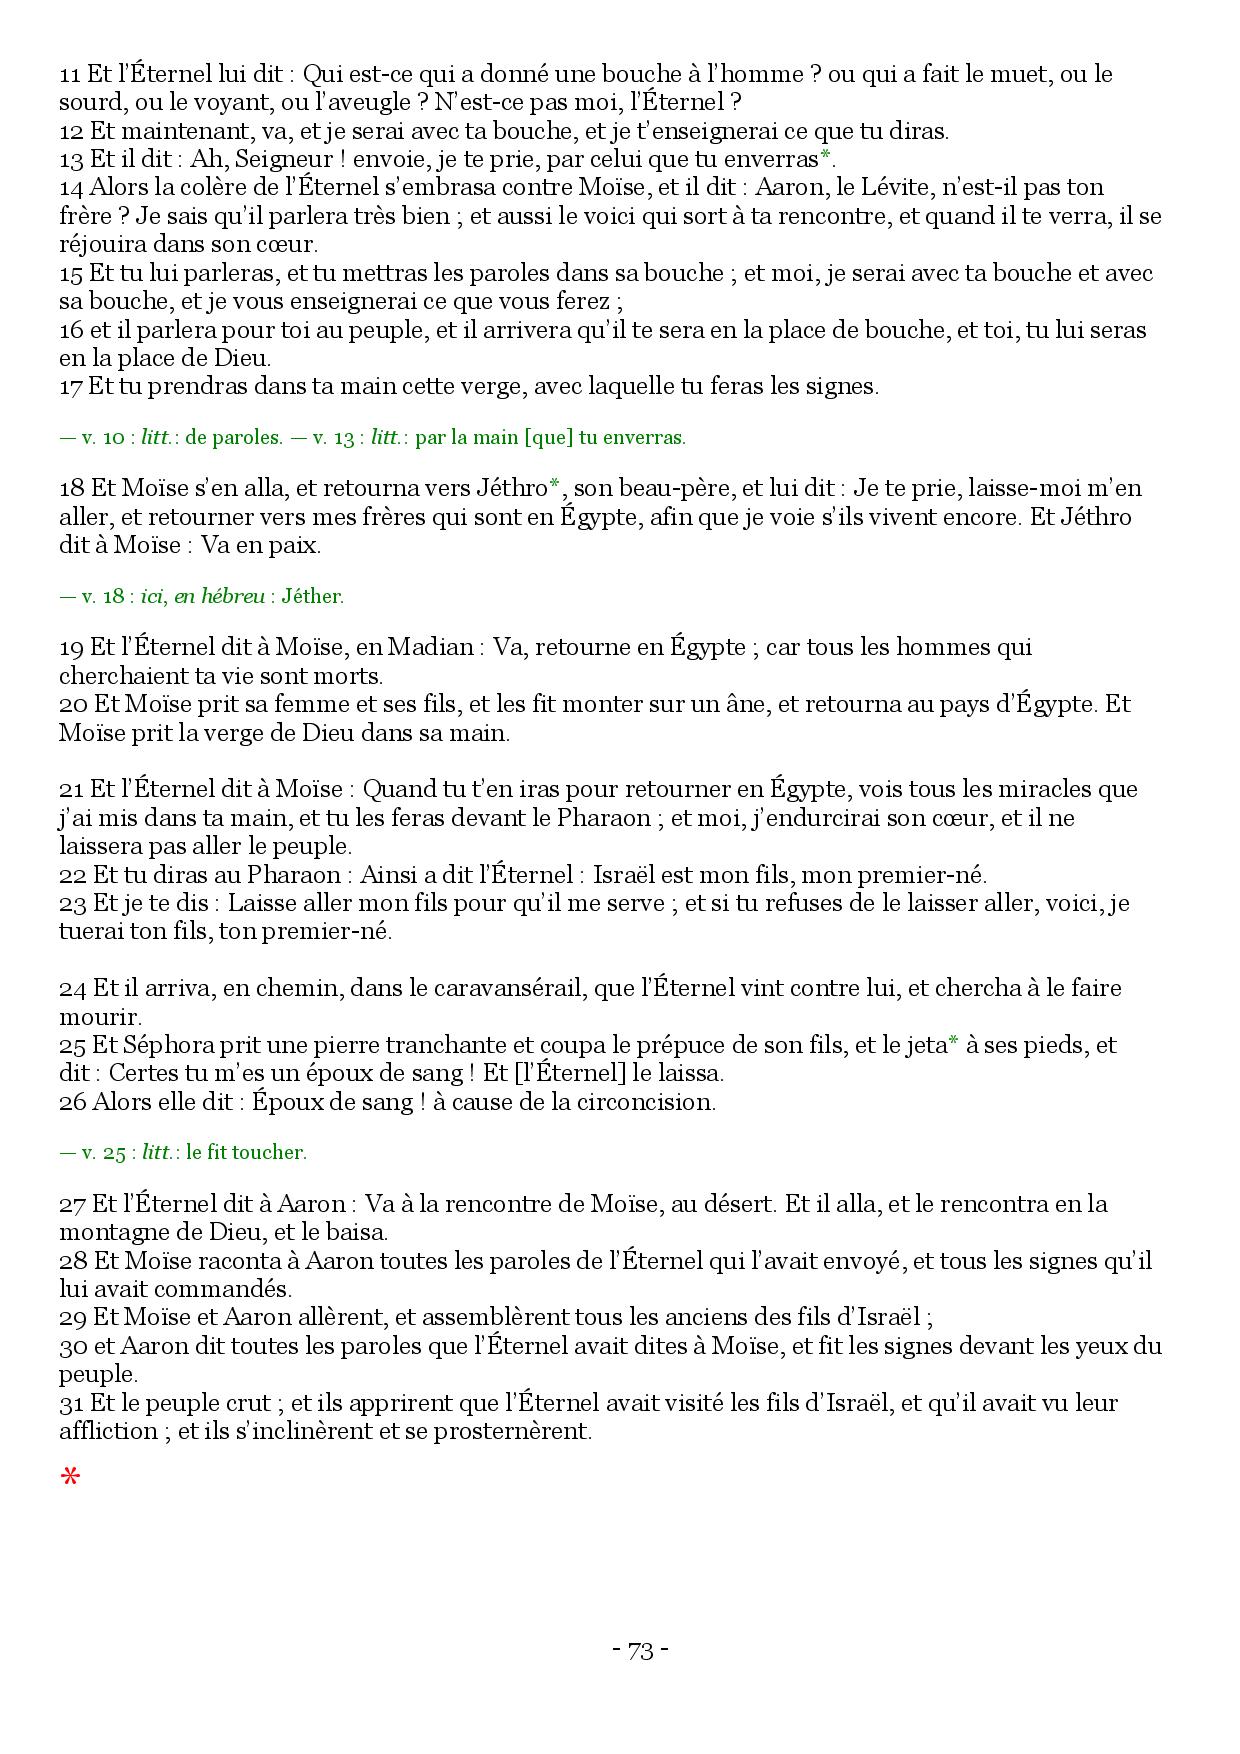 11 Et l’Éternel lui dit : Qui est-ce qui a donné une bouche à l’homme ? ou qui a fait le muet, ou le
sourd, ou le voyant, ou l’aveugle ? N’est-ce pas moi, l’Éternel ?
12 Et maintenant, va, et je serai avec ta bouche, et je t’enseignerai ce que tu diras.
13 Et il dit : Ah, Seigneur ! envoie, je te prie, par celui que tu enverras*.
14 Alors la colère de l’Éternel s’embrasa contre Moïse, et il dit : Aaron, le Lévite, n’est-il pas ton
frère ? Je sais qu’il parlera très bien ; et aussi le voici qui sort à ta rencontre, et quand il te verra, il se
réjouira dans son cœur.
15 Et tu lui parleras, et tu mettras les paroles dans sa bouche ; et moi, je serai avec ta bouche et avec
sa bouche, et je vous enseignerai ce que vous ferez ;
16 et il parlera pour toi au peuple, et il arrivera qu’il te sera en la place de bouche, et toi, tu lui seras
en la place de Dieu.
17 Et tu prendras dans ta main cette verge, avec laquelle tu feras les signes.
— v. 10 : litt.: de paroles. — v. 13 : litt.: par la main [que] tu enverras.
18 Et Moïse s’en alla, et retourna vers Jéthro*, son beau-père, et lui dit : Je te prie, laisse-moi m’en
aller, et retourner vers mes frères qui sont en Égypte, afin que je voie s’ils vivent encore. Et Jéthro
dit à Moïse : Va en paix.
— v. 18 : ici, en hébreu : Jéther.
19 Et l’Éternel dit à Moïse, en Madian : Va, retourne en Égypte ; car tous les hommes qui
cherchaient ta vie sont morts.
20 Et Moïse prit sa femme et ses fils, et les fit monter sur un âne, et retourna au pays d’Égypte. Et
Moïse prit la verge de Dieu dans sa main.
21 Et l’Éternel dit à Moïse : Quand tu t’en iras pour retourner en Égypte, vois tous les miracles que
j’ai mis dans ta main, et tu les feras devant le Pharaon ; et moi, j’endurcirai son cœur, et il ne
laissera pas aller le peuple.
22 Et tu diras au Pharaon : Ainsi a dit l’Éternel : Israël est mon fils, mon premier-né.
23 Et je te dis : Laisse aller mon fils pour qu’il me serve ; et si tu refuses de le laisser aller, voici, je
tuerai ton fils, ton premier-né.
24 Et il arriva, en chemin, dans le caravansérail, que l’Éternel vint contre lui, et chercha à le faire
mourir.
25 Et Séphora prit une pierre tranchante et coupa le prépuce de son fils, et le jeta* à ses pieds, et
dit : Certes tu m’es un époux de sang ! Et [l’Éternel] le laissa.
26 Alors elle dit : Époux de sang ! à cause de la circoncision.
— v. 25 : litt.: le fit toucher.
27 Et l’Éternel dit à Aaron : Va à la rencontre de Moïse, au désert. Et il alla, et le rencontra en la
montagne de Dieu, et le baisa.
28 Et Moïse raconta à Aaron toutes les paroles de l’Éternel qui l’avait envoyé, et tous les signes qu’il
lui avait commandés.
29 Et Moïse et Aaron allèrent, et assemblèrent tous les anciens des fils d’Israël ;
30 et Aaron dit toutes les paroles que l’Éternel avait dites à Moïse, et fit les signes devant les yeux du
peuple.
31 Et le peuple crut ; et ils apprirent que l’Éternel avait visité les fils d’Israël, et qu’il avait vu leur
affliction ; et ils s’inclinèrent et se prosternèrent.
*
- 73 -